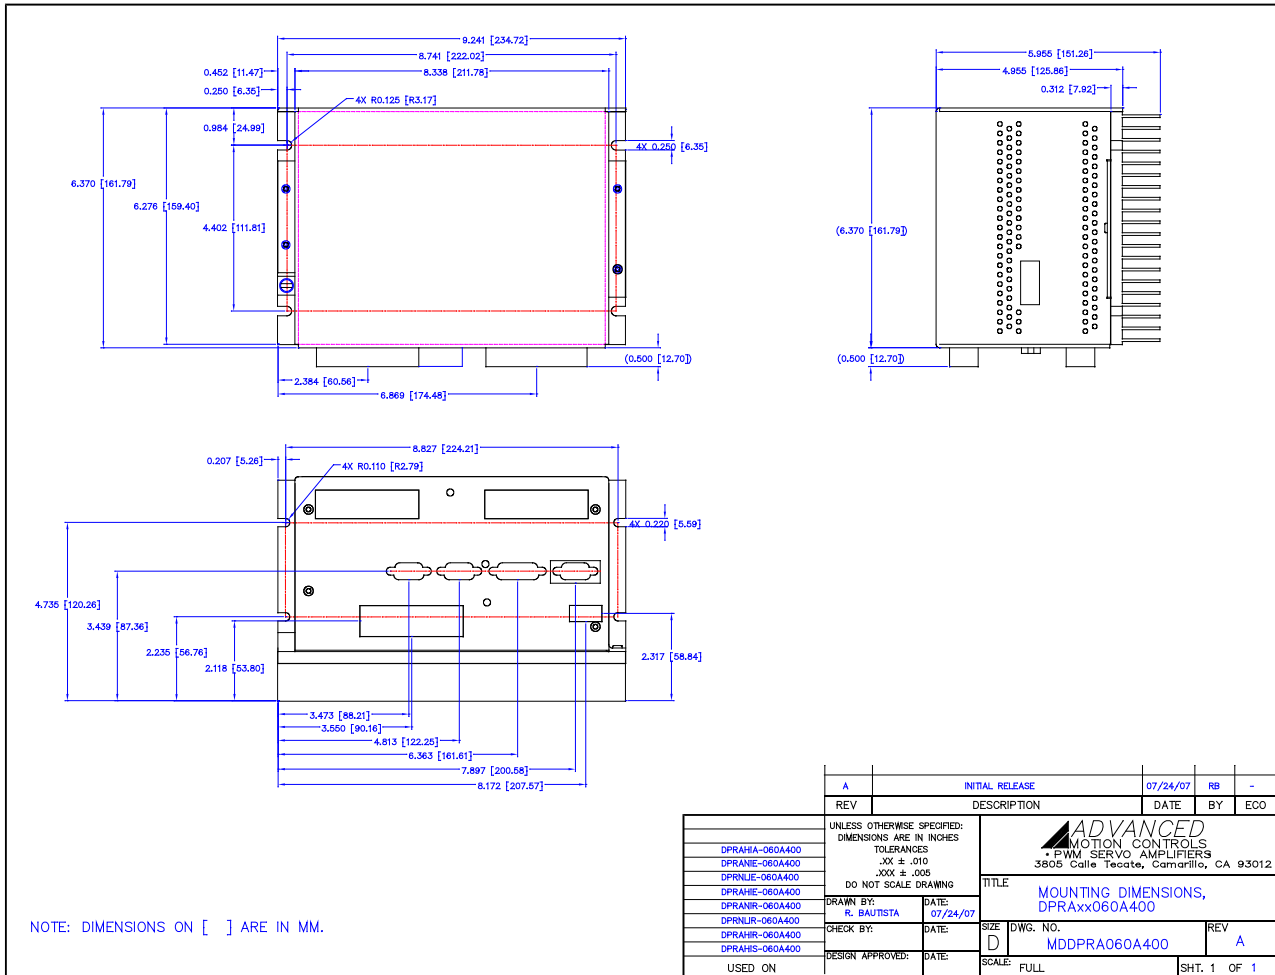 9.241 [234.72]
8.741 [222.02]
0.452 [11.47]
8.338 [211.78]
0.250 [6.35]
4X R0.125 [R3.17]
0.984 [24.99]
4X 0.250 [6.35]
6.370 [161.79]
6.276 [159.40]
4.402 [111.81]
(0.500 [12.70])
2.384 [60.56]
6.869 [174.48]
5.955 [151.26]
4.955 [125.86]
0.312 [7.92]
(6.370 [161.79])
(0.500 [12.70])
8.827 [224.21]
0.207 [5.26]
4X R0.110 [R2.79]
4X 0.220 [5.59]
4.735 [120.26]
3.439 [87.36]
2.235 [56.76]
2.118 [53.80]
2.317 [58.84]
3.473 [88.21]
3.550 [90.16]
4.813 [122.25]
6.363 [161.61]
7.897 [200.58]
8.172 [207.57]
NOTE: DIMENSIONS ON [ ] ARE IN MM.
A INITIAL RELEASE 07/24/07 RB -
REV DESCRIPTION DATE BY ECO
DPRAHIA-060A400
DPRANIE-060A400
DPRNLIE-060A400
DPRAHIE-060A400
DPRANIR-060A400
DPRNLIR-060A400
DPRAHIR-060A400
DPRAHIS-060A400
USED ON
UNLESS OTHERWISE SPECIFIED:
DIMENSIONS ARE IN INCHES
TOLERANCES
.XX ± .010
.XXX ± .005
DO NOT SCALE DRAWING
DRAWN BY: DATE:
R. BAUTISTA 07/24/07
CHECK BY: DATE:
DESIGN APPROVED: DATE:
ADVANCED
MOTION CONTROLS
• PWM SERVO AMPLIFIERS
3805 Calle Tecate, Camarillo, CA 93012
TITLE
MOUNTING DIMENSIONS,
DPRAxx060A400
SIZE DWG. NO. REV
D MDDPRA060A400 A
SCALE: FULL SHT. 1 OF 1